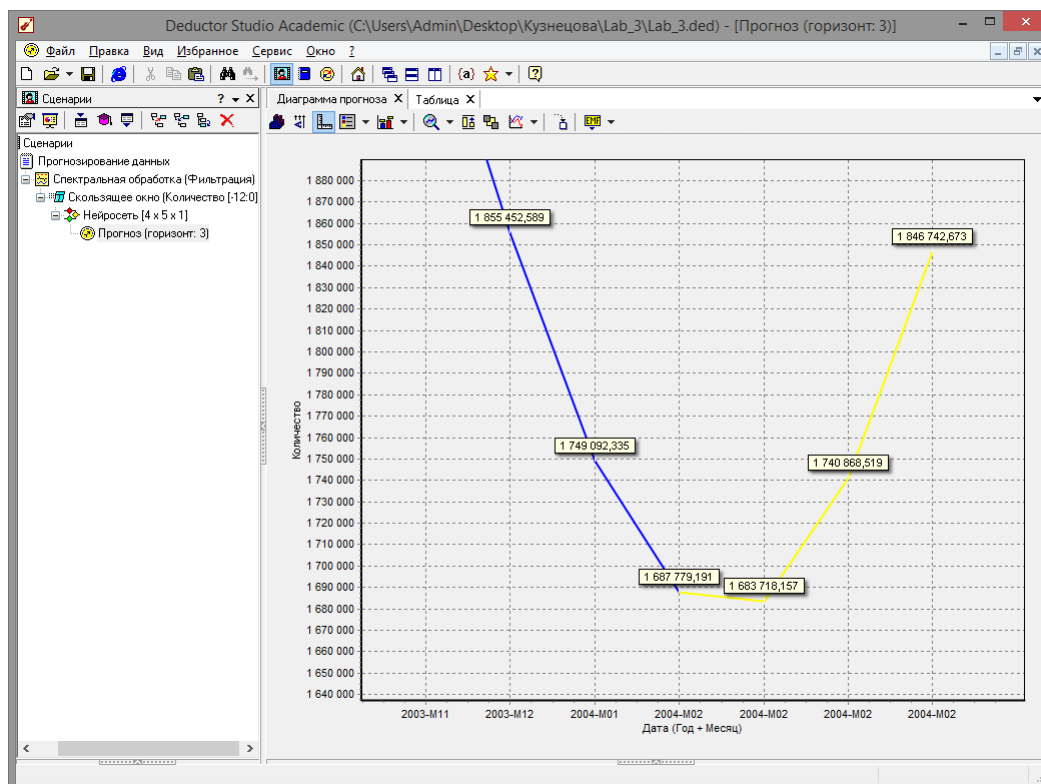 Deductor Studio Academic (C:\Users\Admin\Desktop\Кузнецова\Lab_3\Lab_3.ded) - [Прогноз (горизонт: 3)]
Файл Правка Вид Избранное Сервис Окно ?
{a}
Сценарии ?
Диаграмма прогноза X Таблица X
EMF
Сценарии
Прогнозирование данных
Спектральная обработка (Фильтрация)
Скользящее окно (Количество [-12:0]
Нейросеть [4 x 5 x 1]
Прогноз (горизонт: 3)
Количество
1 880 000
1 870 000
1 860 000
1 850 000
1 840 000
1 830 000
1 820 000
1 810 000
1 800 000
1 790 000
1 780 000
1 770 000
1 760 000
1 750 000
1 740 000
1 730 000
1 720 000
1 710 000
1 700 000
1 690 000
1 680 000
1 670 000
1 660 000
1 650 000
1 640 000
1 855 452,589
1 749 092,335
1 687 779,191
1 683 718,157
1 740 868,519
1 846 742,673
2003-M11 2003-M12 2004-M01 2004-M02 2004-M02 2004-M02 2004-M02
Дата (Год + Месяц)